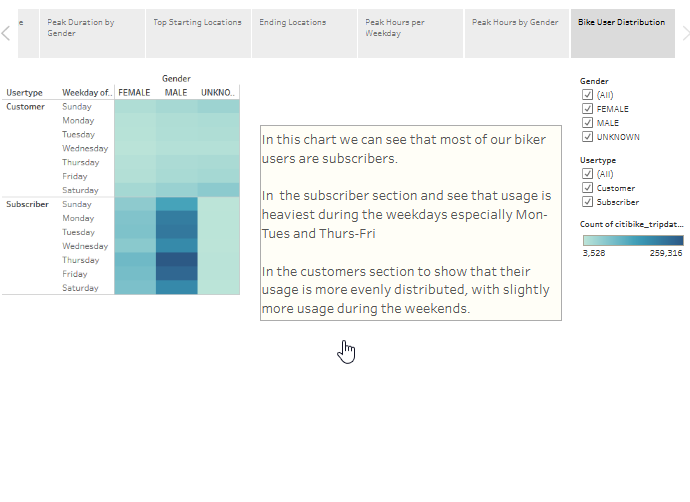 e
Peak Duration by
Gender
Top Starting Locations
Ending Locations
Peak Hours per
Weekday
Peak Hours by Gender
Bike User Distribution
Gender
Usertype Weekday of.. FEMALE MALE UNKNO..
Customer Sunday
Monday
Tuesday
Wednesday
Thursday
Friday
Saturday
Subscriber Sunday
Monday
Tuesday
Wednesday
Thursday
Friday
Saturday
In this chart we can see that most of our biker
users are subscribers.
In the subscriber section and see that usage is
heaviest during the weekdays especially Mon-
Tues and Thurs-Fri
In the customers section to show that their
usage is more evenly distributed, with slightly
more usage during the weekends.
Gender
(All)
FEMALE
MALE
UNKNOWN
Usertype
(All)
Customer
Subscriber
Count of citibike_tripdat...
3,528 259,316